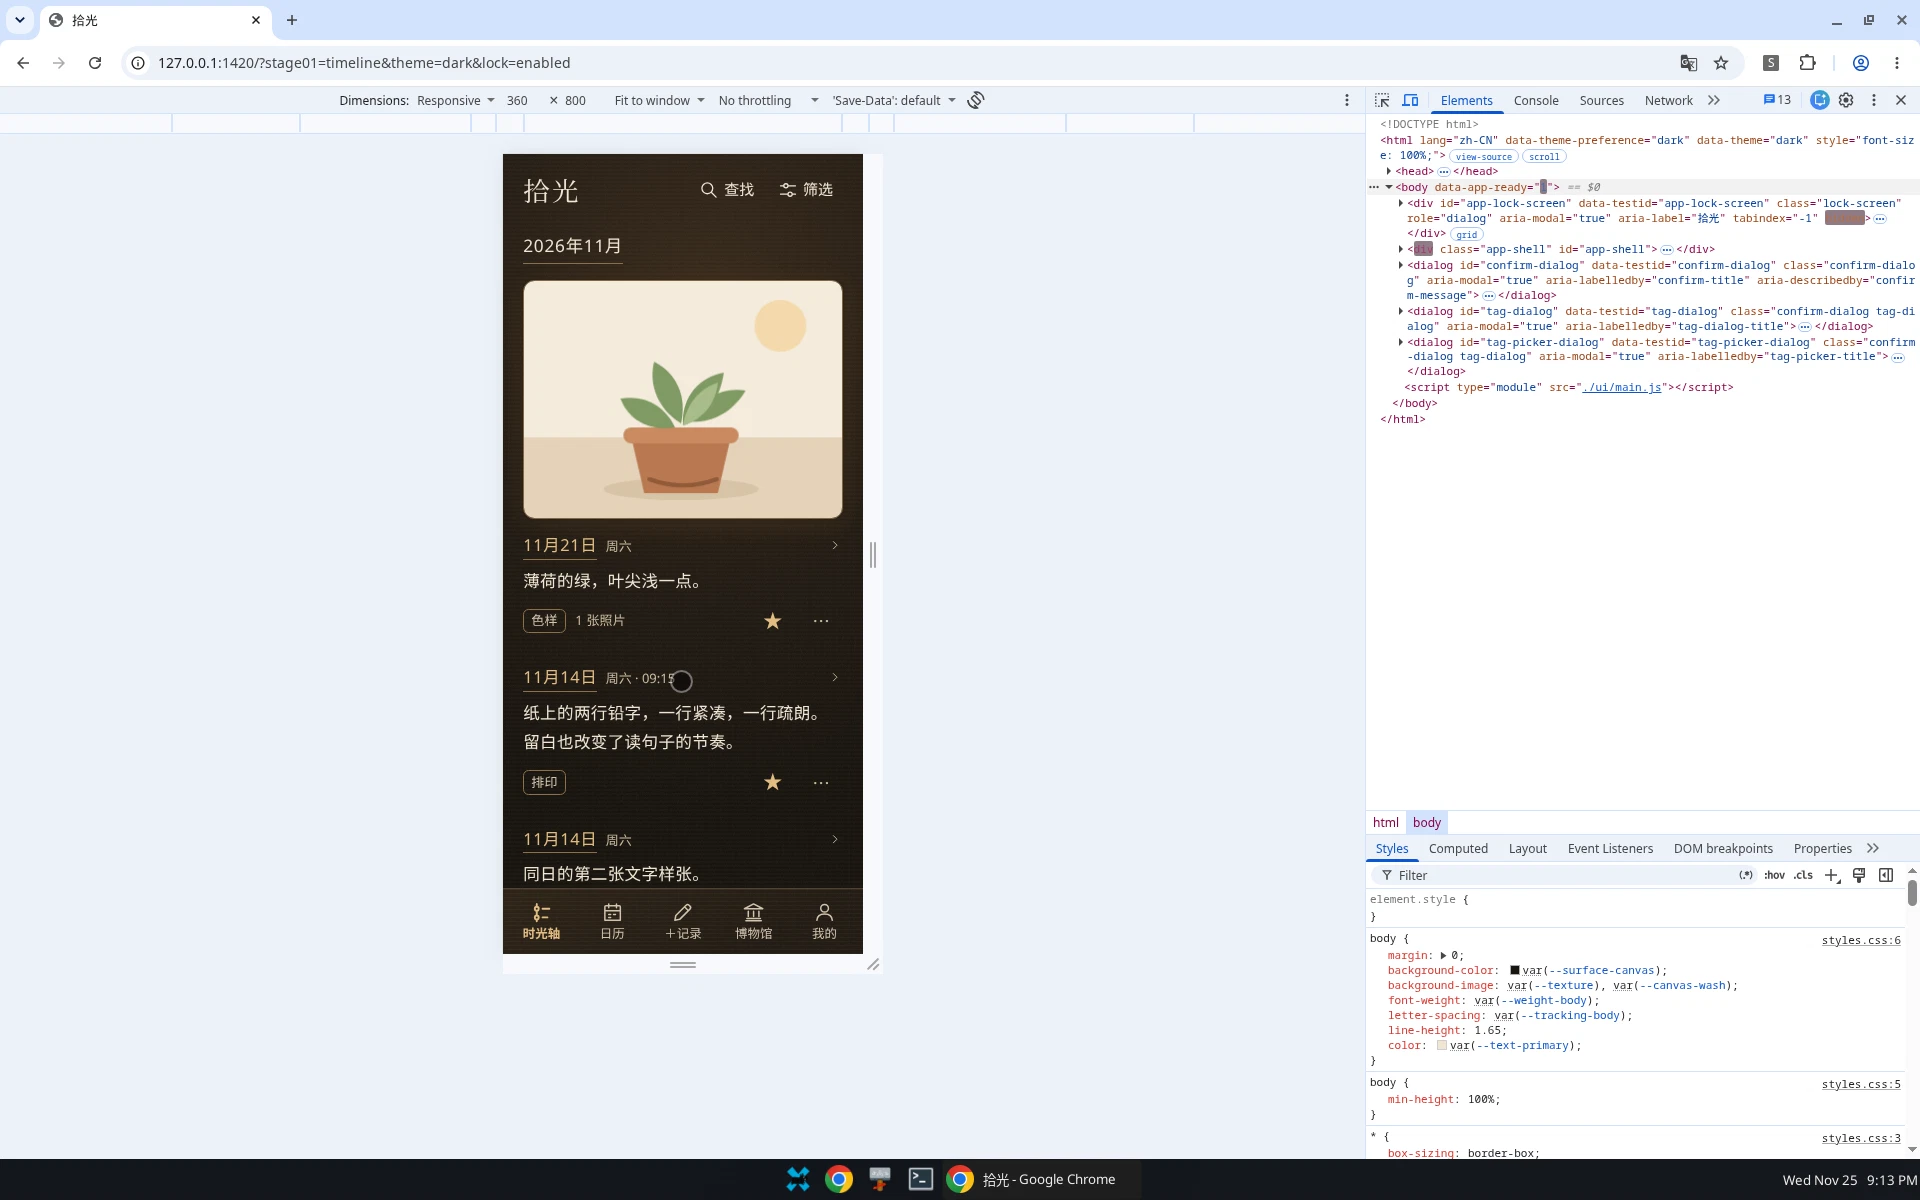 拾光
127.0.0.1:1420/?stage01=timeline&theme=dark&lock=enabled
S
Dimensions: Responsive 360 × 800 Fit to window No throttling 'Save-Data': default
Elements Console Sources Network 13
拾光 查找 筛选
2026年11月
11月21日 周六
薄荷的绿，叶尖浅一点。
色样 1 张照片
11月14日 周六 · 09:15
纸上的两行铅字，一行紧凑，一行疏朗。
留白也改变了读句子的节奏。
排印
11月14日 周六
同日的第二张文字样张。
时光轴 日历 +记录 博物馆 我的
<!DOCTYPE html>
<html lang="zh-CN" data-theme-preference="dark" data-theme="dark" style="font-siz
e: 100%;"> view-source scroll
<head> … </head>
<body data-app-ready="1"> == $0
<div id="app-lock-screen" data-testid="app-lock-screen" class="lock-screen"
role="dialog" aria-modal="true" aria-label="拾光" tabindex="-1" > …
</div> grid
<div class="app-shell" id="app-shell"> … </div>
<dialog id="confirm-dialog" data-testid="confirm-dialog" class="confirm-dialo
g" aria-modal="true" aria-labelledby="confirm-title" aria-describedby="confir
m-message"> … </dialog>
<dialog id="tag-dialog" data-testid="tag-dialog" class="confirm-dialog tag-di
alog" aria-modal="true" aria-labelledby="tag-dialog-title"> … </dialog>
<dialog id="tag-picker-dialog" data-testid="tag-picker-dialog" class="confirm
-dialog tag-dialog" aria-modal="true" aria-labelledby="tag-picker-title"> …
</dialog>
<script type="module" src="./ui/main.js"></script>
</body>
</html>
html body
Styles Computed Layout Event Listeners DOM breakpoints Properties
Filter (.*) :hov .cls
element.style {
}
body { styles.css:6
margin: 0;
background-color: var(--surface-canvas);
background-image: var(--texture), var(--canvas-wash);
font-weight: var(--weight-body);
letter-spacing: var(--tracking-body);
line-height: 1.65;
color: var(--text-primary);
}
body { styles.css:5
min-height: 100%;
}
* { styles.css:3
box-sizing: border-box;
拾光 - Google Chrome
Wed Nov 25 9:13 PM